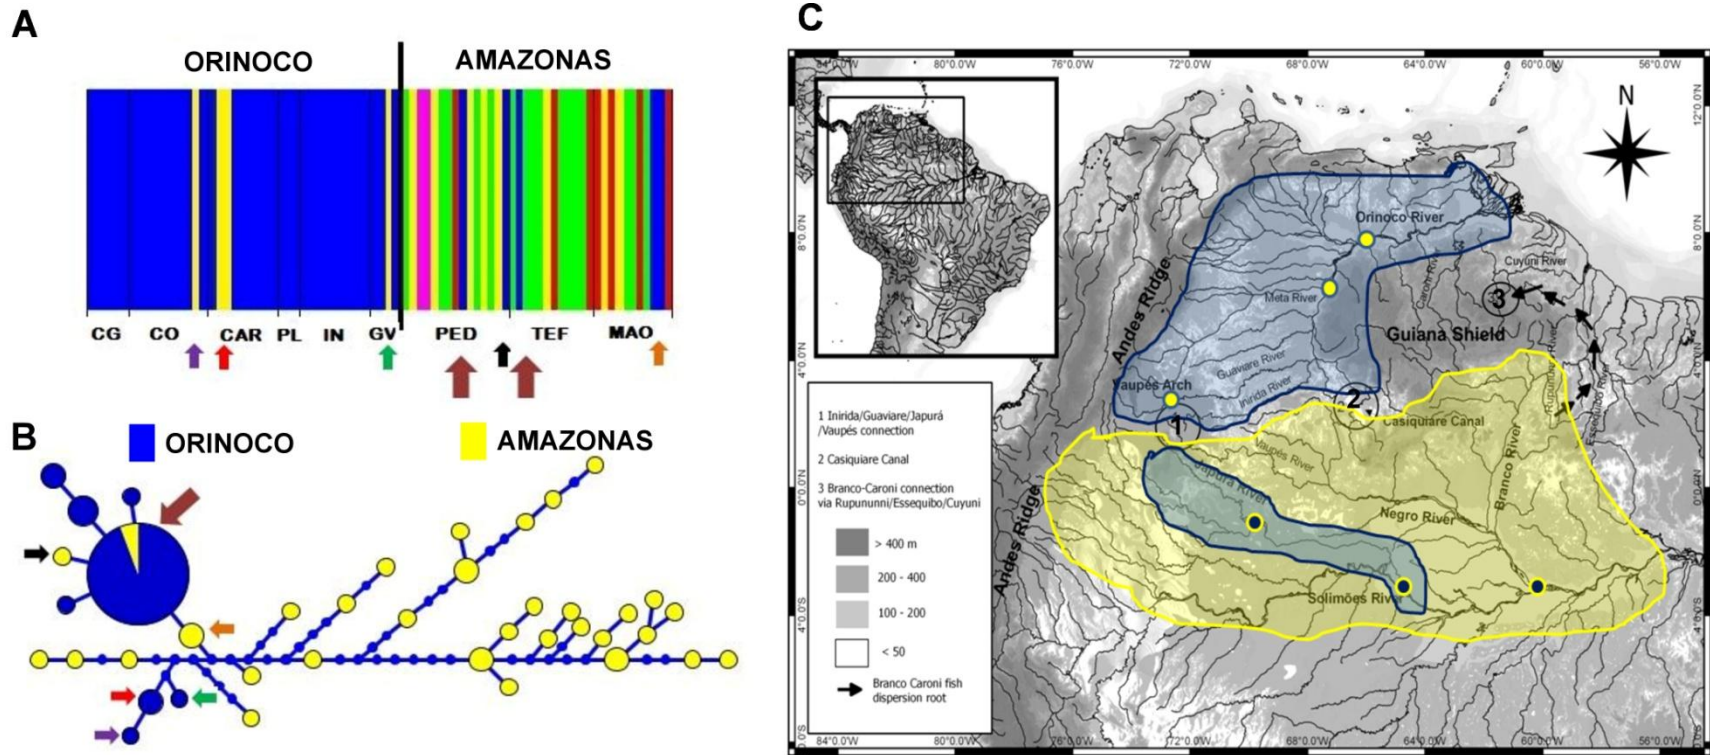 A
ORINOCO
AMAZONAS
CG CO CAR PL IN GV PED TEF MAO
B
ORINOCO
AMAZONAS
C
84°0.0'W 80°0.0'W 76°0.0'W 72°0.0'W 68°0.0'W 64°0.0'W 60°0.0'W 56°0.0'W
N
12°0.0'N
8°0.0'N
4°0.0'N
0°0.0'N
4°0.0'S
Orinoco River
Cuyuni River
Caroni River
Meta River
Andes Ridge
3
Guiana Shield
Guaviare River
Inirida River
Vaupés Arch
Rupununi River
Essequibo River
2
1
Casiquiare Canal
Vaupés River
Japurá River
Branco River
Negro River
Andes Ridge
Solimões River
1 Inirida/Guaviare/Japurá
/Vaupés connection
2 Casiquiare Canal
3 Branco-Caroni connection
via Rupununni/Essequibo/Cuyuni
> 400 m
200 - 400
100 - 200
< 50
Branco Caroni fish
dispersion root
84°0.0'W 80°0.0'W 76°0.0'W 72°0.0'W 68°0.0'W 64°0.0'W 60°0.0'W 56°0.0'W